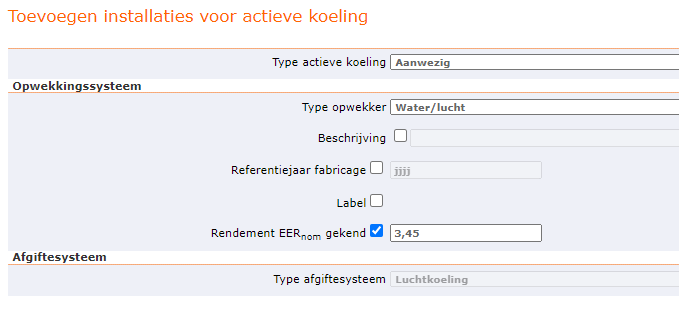 Toevoegen installaties voor actieve koeling
Type actieve koeling Aanwezig
Opwekkingssysteem
Type opwekker Water/lucht
Beschrijving
Referentiejaar fabricage jjjj
Label
Rendement EERnom gekend 3,45
Afgiftesysteem
Type afgiftesysteem Luchtkoeling